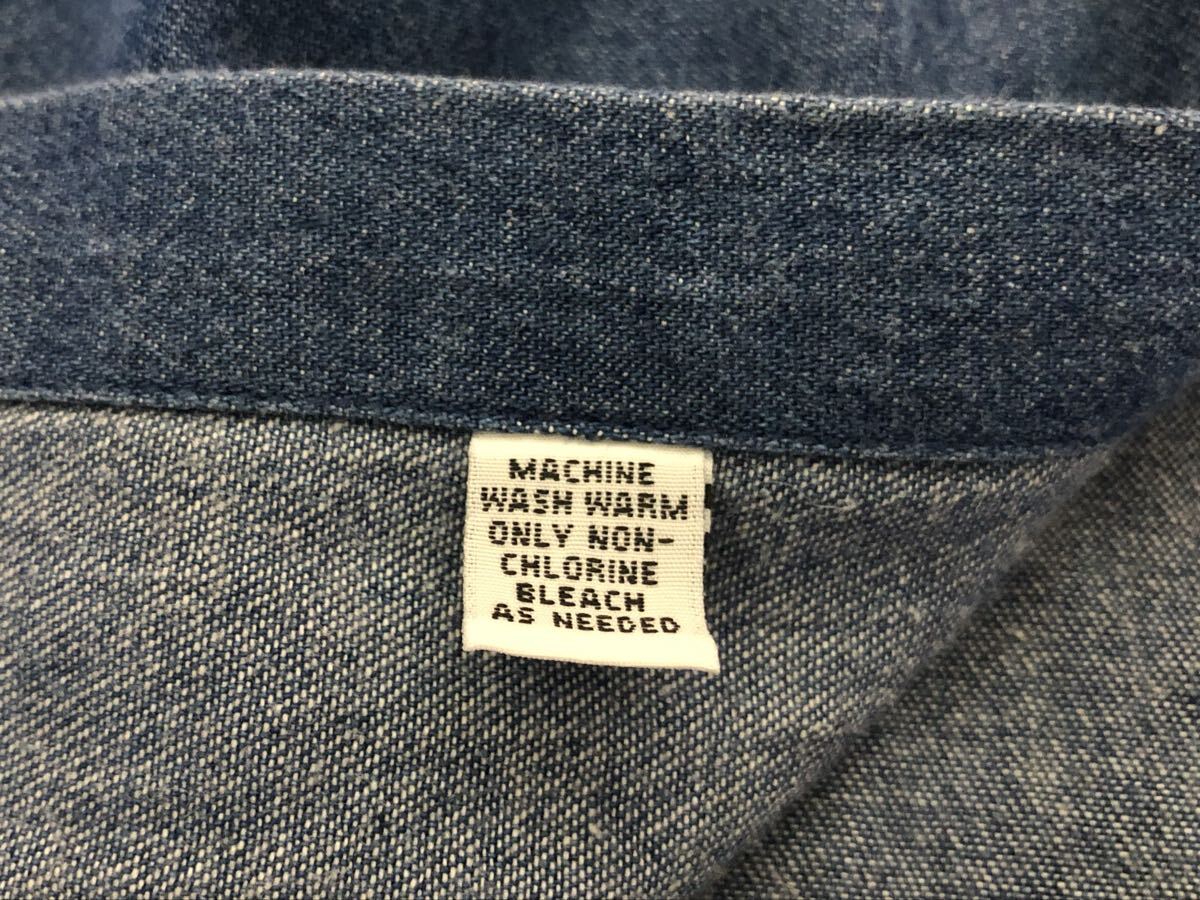 MACHINE
WASH WARM
ONLY NON-
CHLORINE
BLEACH
AS NEEDED